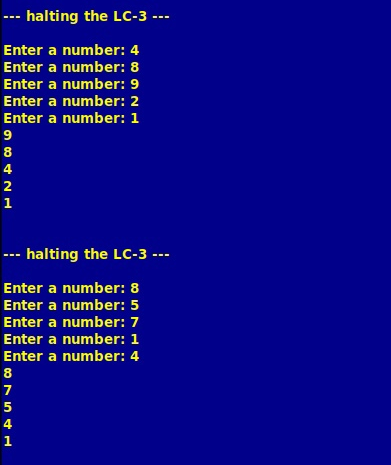 --- halting the LC-3 ---
Enter a number: 4
Enter a number: 8
Enter a number: 9
Enter a number: 2
Enter a number: 1
9
8
4
2
1
--- halting the LC-3 ---
Enter a number: 8
Enter a number: 5
Enter a number: 7
Enter a number: 1
Enter a number: 4
8
7
5
4
1